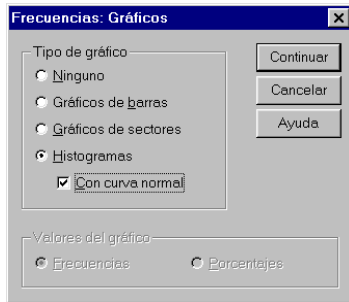 Frecuencias: Gráficos
Tipo de gráfico
Ninguno
Gráficos de barras
Gráficos de sectores
Histogramas
Con curva normal
Continuar
Cancelar
Ayuda
Valores del gráfico
Frecuencias
Porcentajes